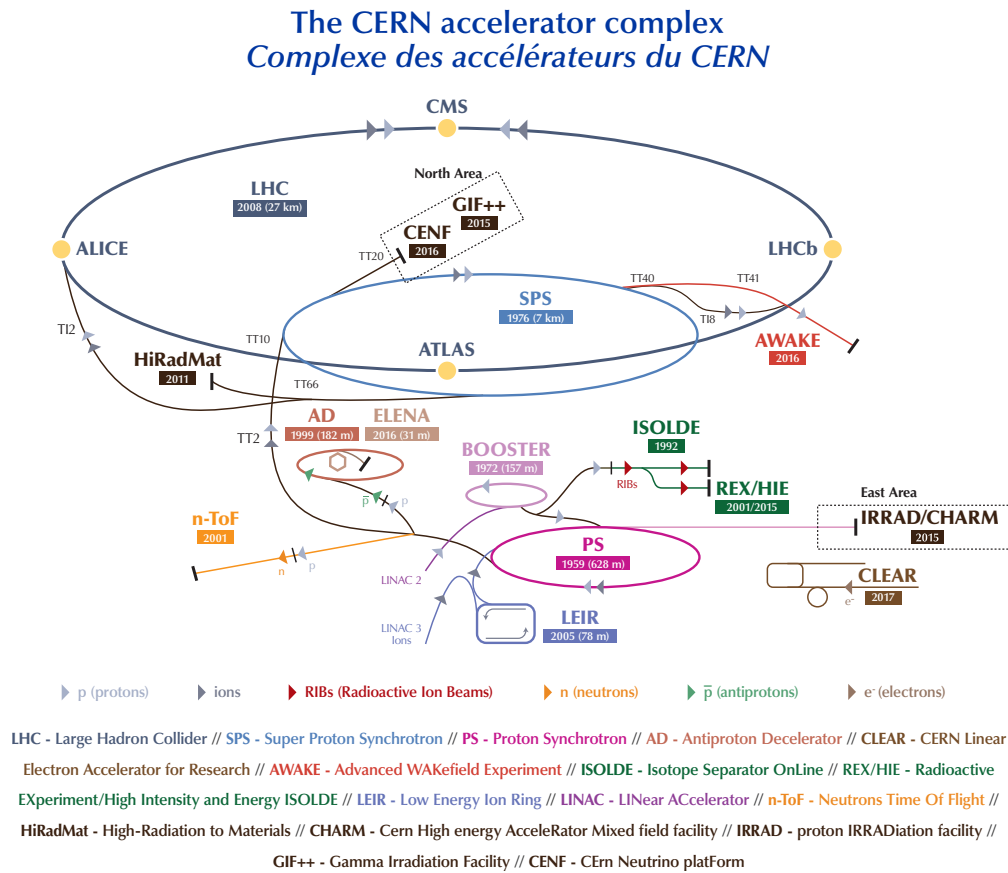 The CERN accelerator complex
Complexe des accélérateurs du CERN
CMS
North Area
LHC
2008 (27 km)
GIF++
2015
CENF
2016
ALICE
LHCb
TT20
TT40
TT41
SPS
1976 (7 km)
TI2
TI8
TT10
AWAKE
2016
ATLAS
HiRadMat
2011
TT66
AD
1999 (182 m)
ELENA
2016 (31 m)
TT2
ISOLDE
1992
BOOSTER
1972 (157 m)
RIBs
REX/HIE
2001/2015
p̅
p
East Area
IRRAD/CHARM
2015
n-ToF
2001
PS
1959 (628 m)
n
p
LINAC 2
CLEAR
2017
e-
LEIR
2005 (78 m)
LINAC 3
Ions
p (protons)
ions
RIBs (Radioactive Ion Beams)
n (neutrons)
p̅ (antiprotons)
e- (electrons)
LHC - Large Hadron Collider // SPS - Super Proton Synchrotron // PS - Proton Synchrotron // AD - Antiproton Decelerator // CLEAR - CERN Linear
Electron Accelerator for Research // AWAKE - Advanced WAKefield Experiment // ISOLDE - Isotope Separator OnLine // REX/HIE - Radioactive
EXperiment/High Intensity and Energy ISOLDE // LEIR - Low Energy Ion Ring // LINAC - LINear ACcelerator // n-ToF - Neutrons Time Of Flight //
HiRadMat - High-Radiation to Materials // CHARM - Cern High energy AcceleRator Mixed field facility // IRRAD - proton IRRADiation facility //
GIF++ - Gamma Irradiation Facility // CENF - CErn Neutrino platForm